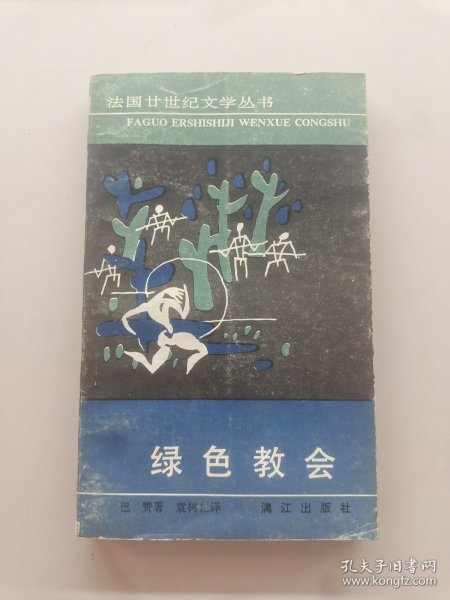 法国廿世纪文学丛书
FAGUO ERSHISHIJI WENXUE CONGSHU
绿色教会
巴 赞著 袁树仁译 漓江出版社
孔夫子旧书网
www.kongfz.com